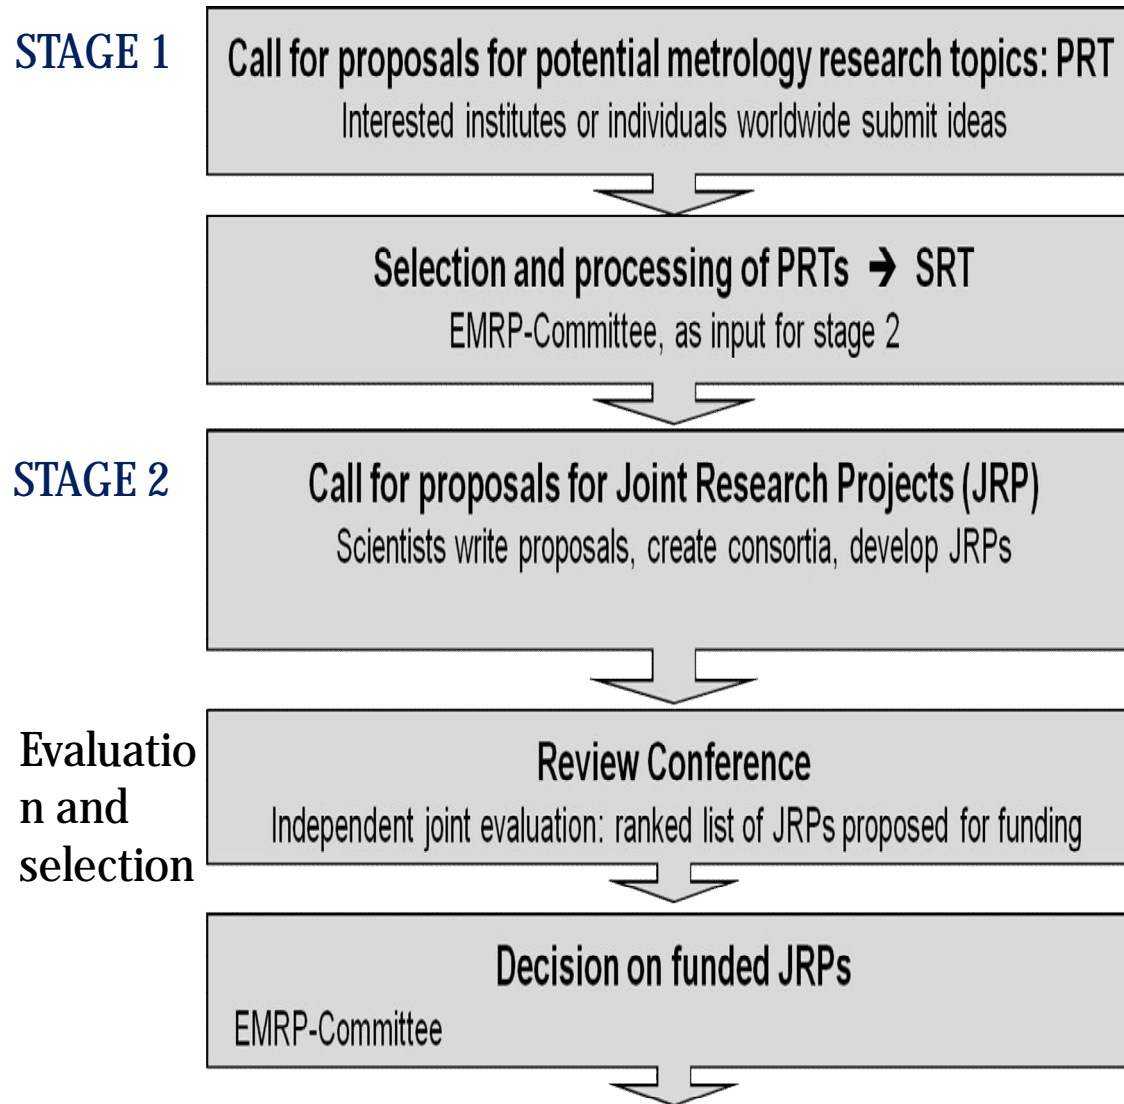 STAGE 1
Call for proposals for potential metrology research topics: PRT
Interested institutes or individuals worldwide submit ideas
Selection and processing of PRTs ➔ SRT
EMRP-Committee, as input for stage 2
STAGE 2
Call for proposals for Joint Research Projects (JRP)
Scientists write proposals, create consortia, develop JRPs
Evaluatio
n and
selection
Review Conference
Independent joint evaluation: ranked list of JRPs proposed for funding
Decision on funded JRPs
EMRP-Committee